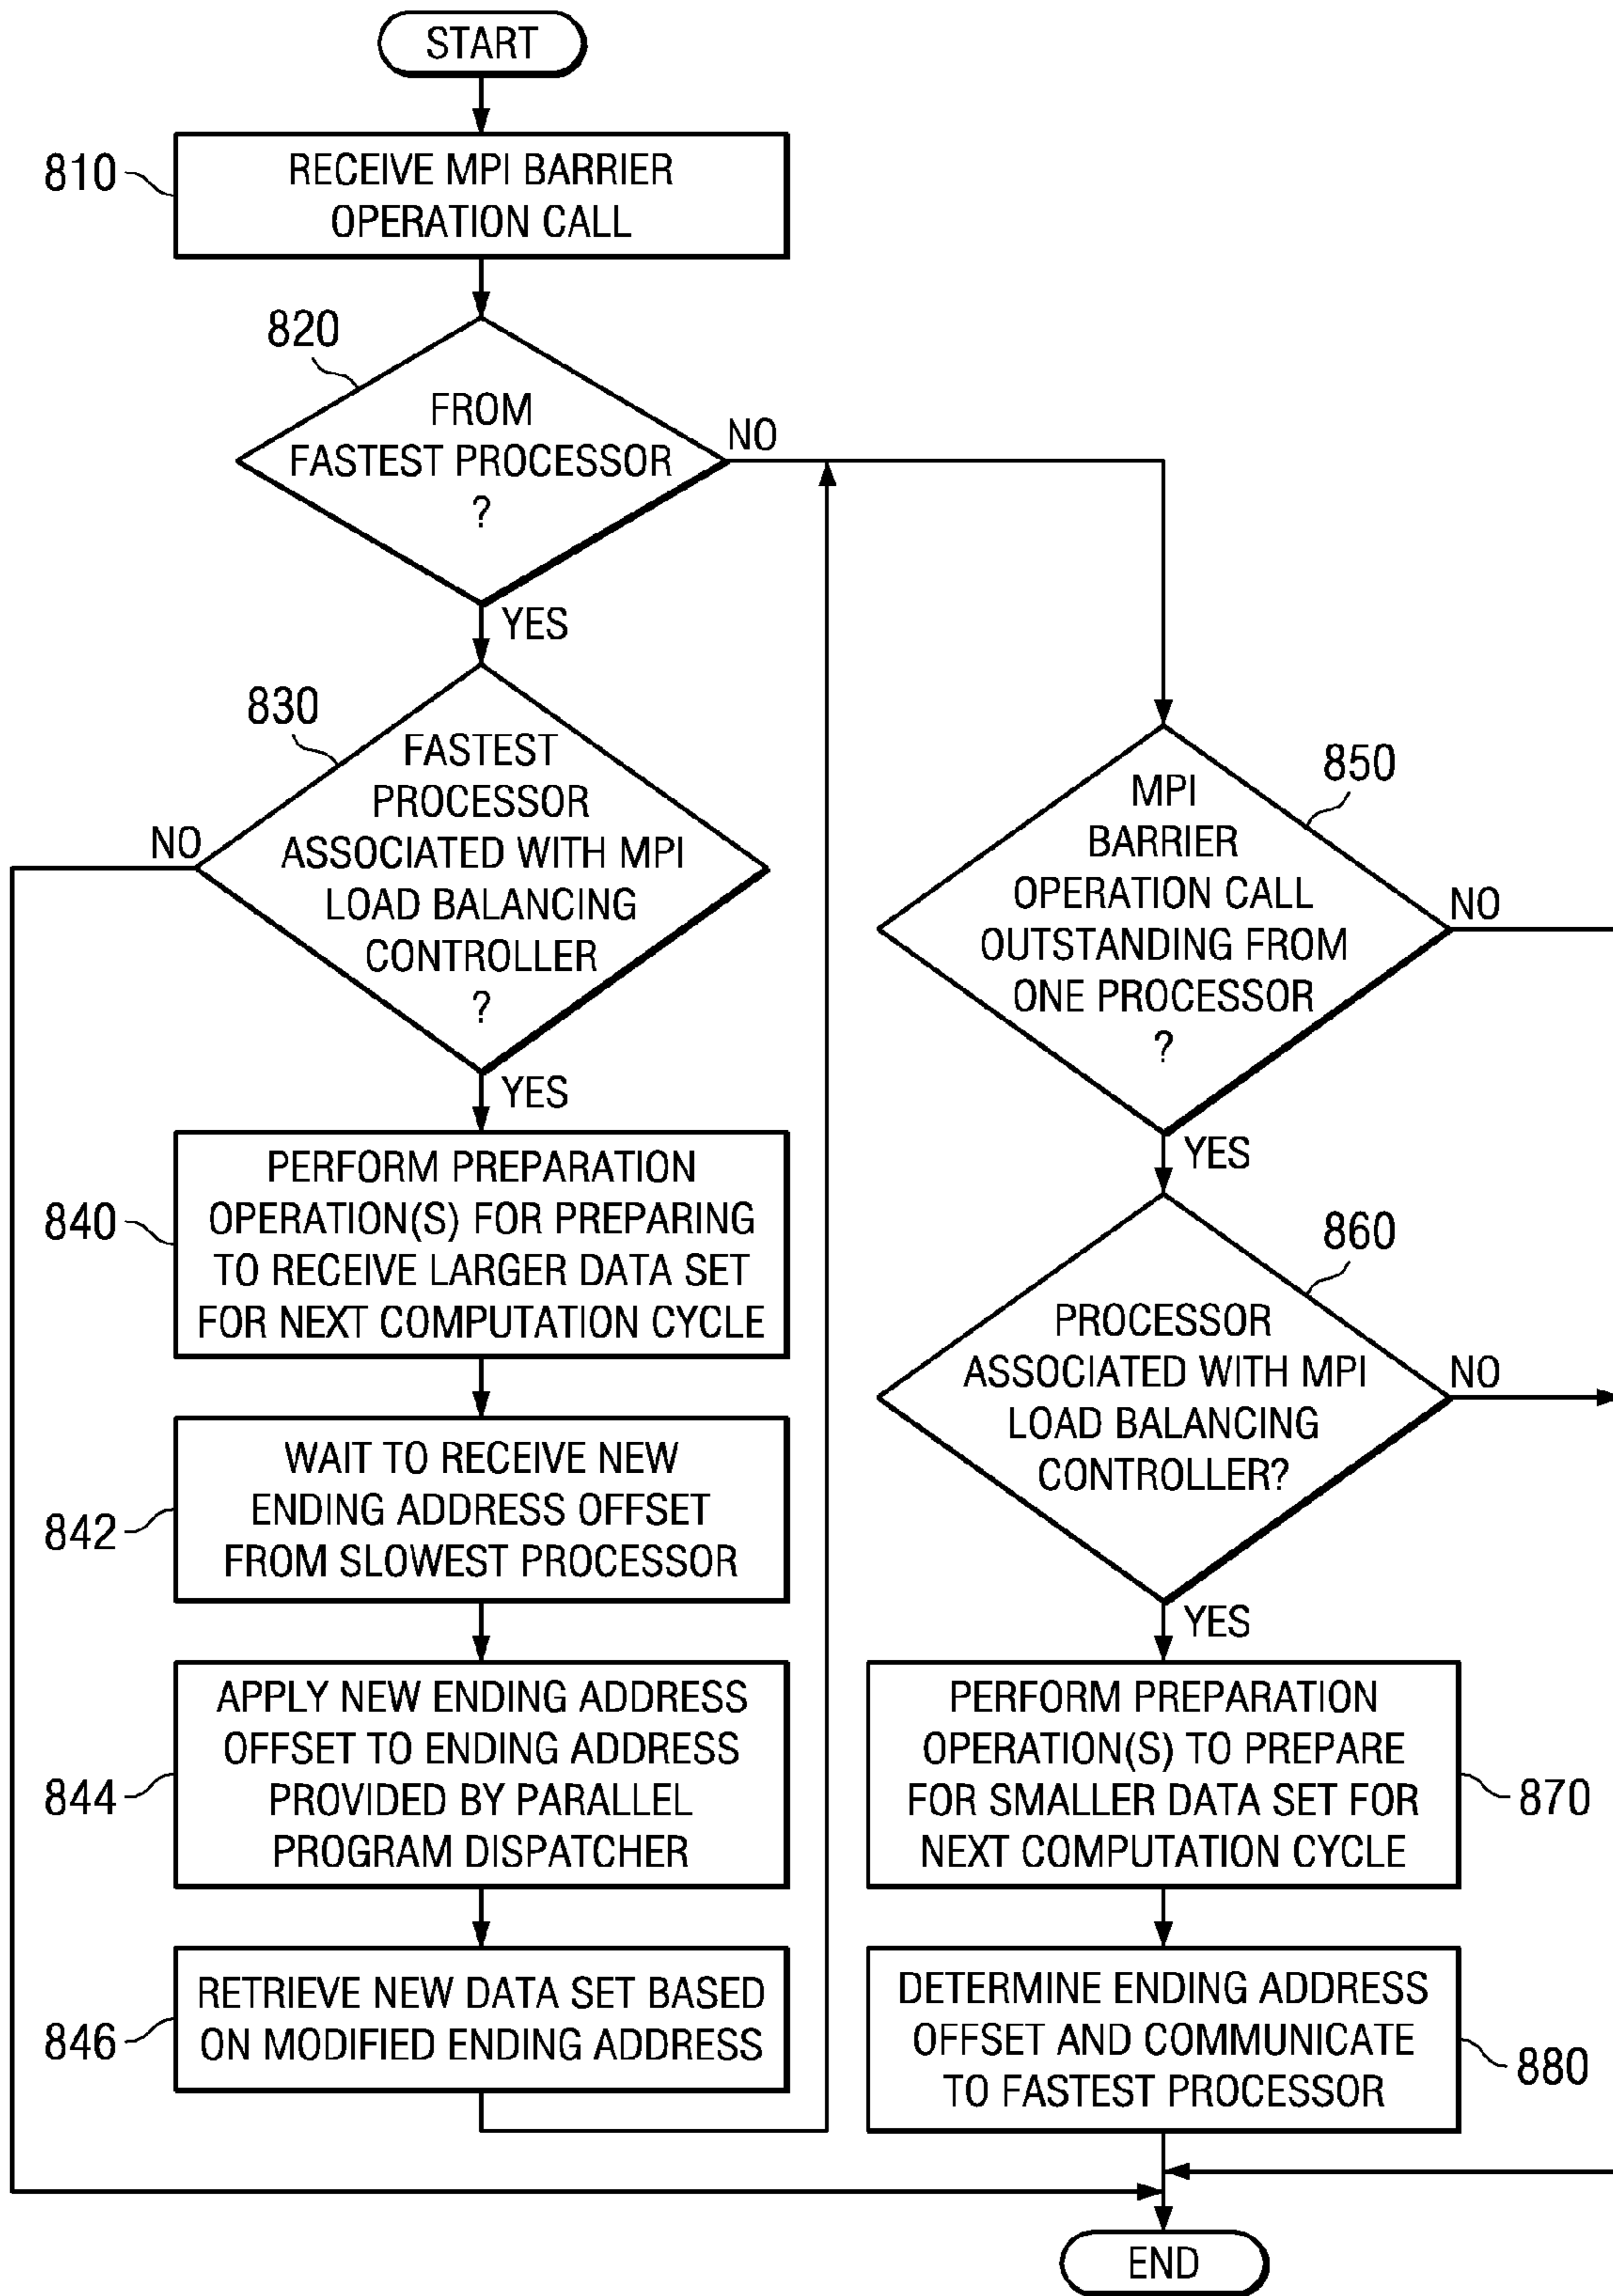 START
810
RECEIVE MPI BARRIER
OPERATION CALL
820
FROM
FASTEST PROCESSOR
?
NO
YES
830
FASTEST
PROCESSOR
ASSOCIATED WITH MPI
LOAD BALANCING
CONTROLLER
?
NO
YES
840
PERFORM PREPARATION
OPERATION(S) FOR PREPARING
TO RECEIVE LARGER DATA SET
FOR NEXT COMPUTATION CYCLE
842
WAIT TO RECEIVE NEW
ENDING ADDRESS OFFSET
FROM SLOWEST PROCESSOR
844
APPLY NEW ENDING ADDRESS
OFFSET TO ENDING ADDRESS
PROVIDED BY PARALLEL
PROGRAM DISPATCHER
846
RETRIEVE NEW DATA SET BASED
ON MODIFIED ENDING ADDRESS
850
MPI
BARRIER
OPERATION CALL
OUTSTANDING FROM
ONE PROCESSOR
?
NO
YES
860
PROCESSOR
ASSOCIATED WITH MPI
LOAD BALANCING
CONTROLLER?
NO
YES
PERFORM PREPARATION
OPERATION(S) TO PREPARE
FOR SMALLER DATA SET FOR
NEXT COMPUTATION CYCLE
870
DETERMINE ENDING ADDRESS
OFFSET AND COMMUNICATE
TO FASTEST PROCESSOR
880
END